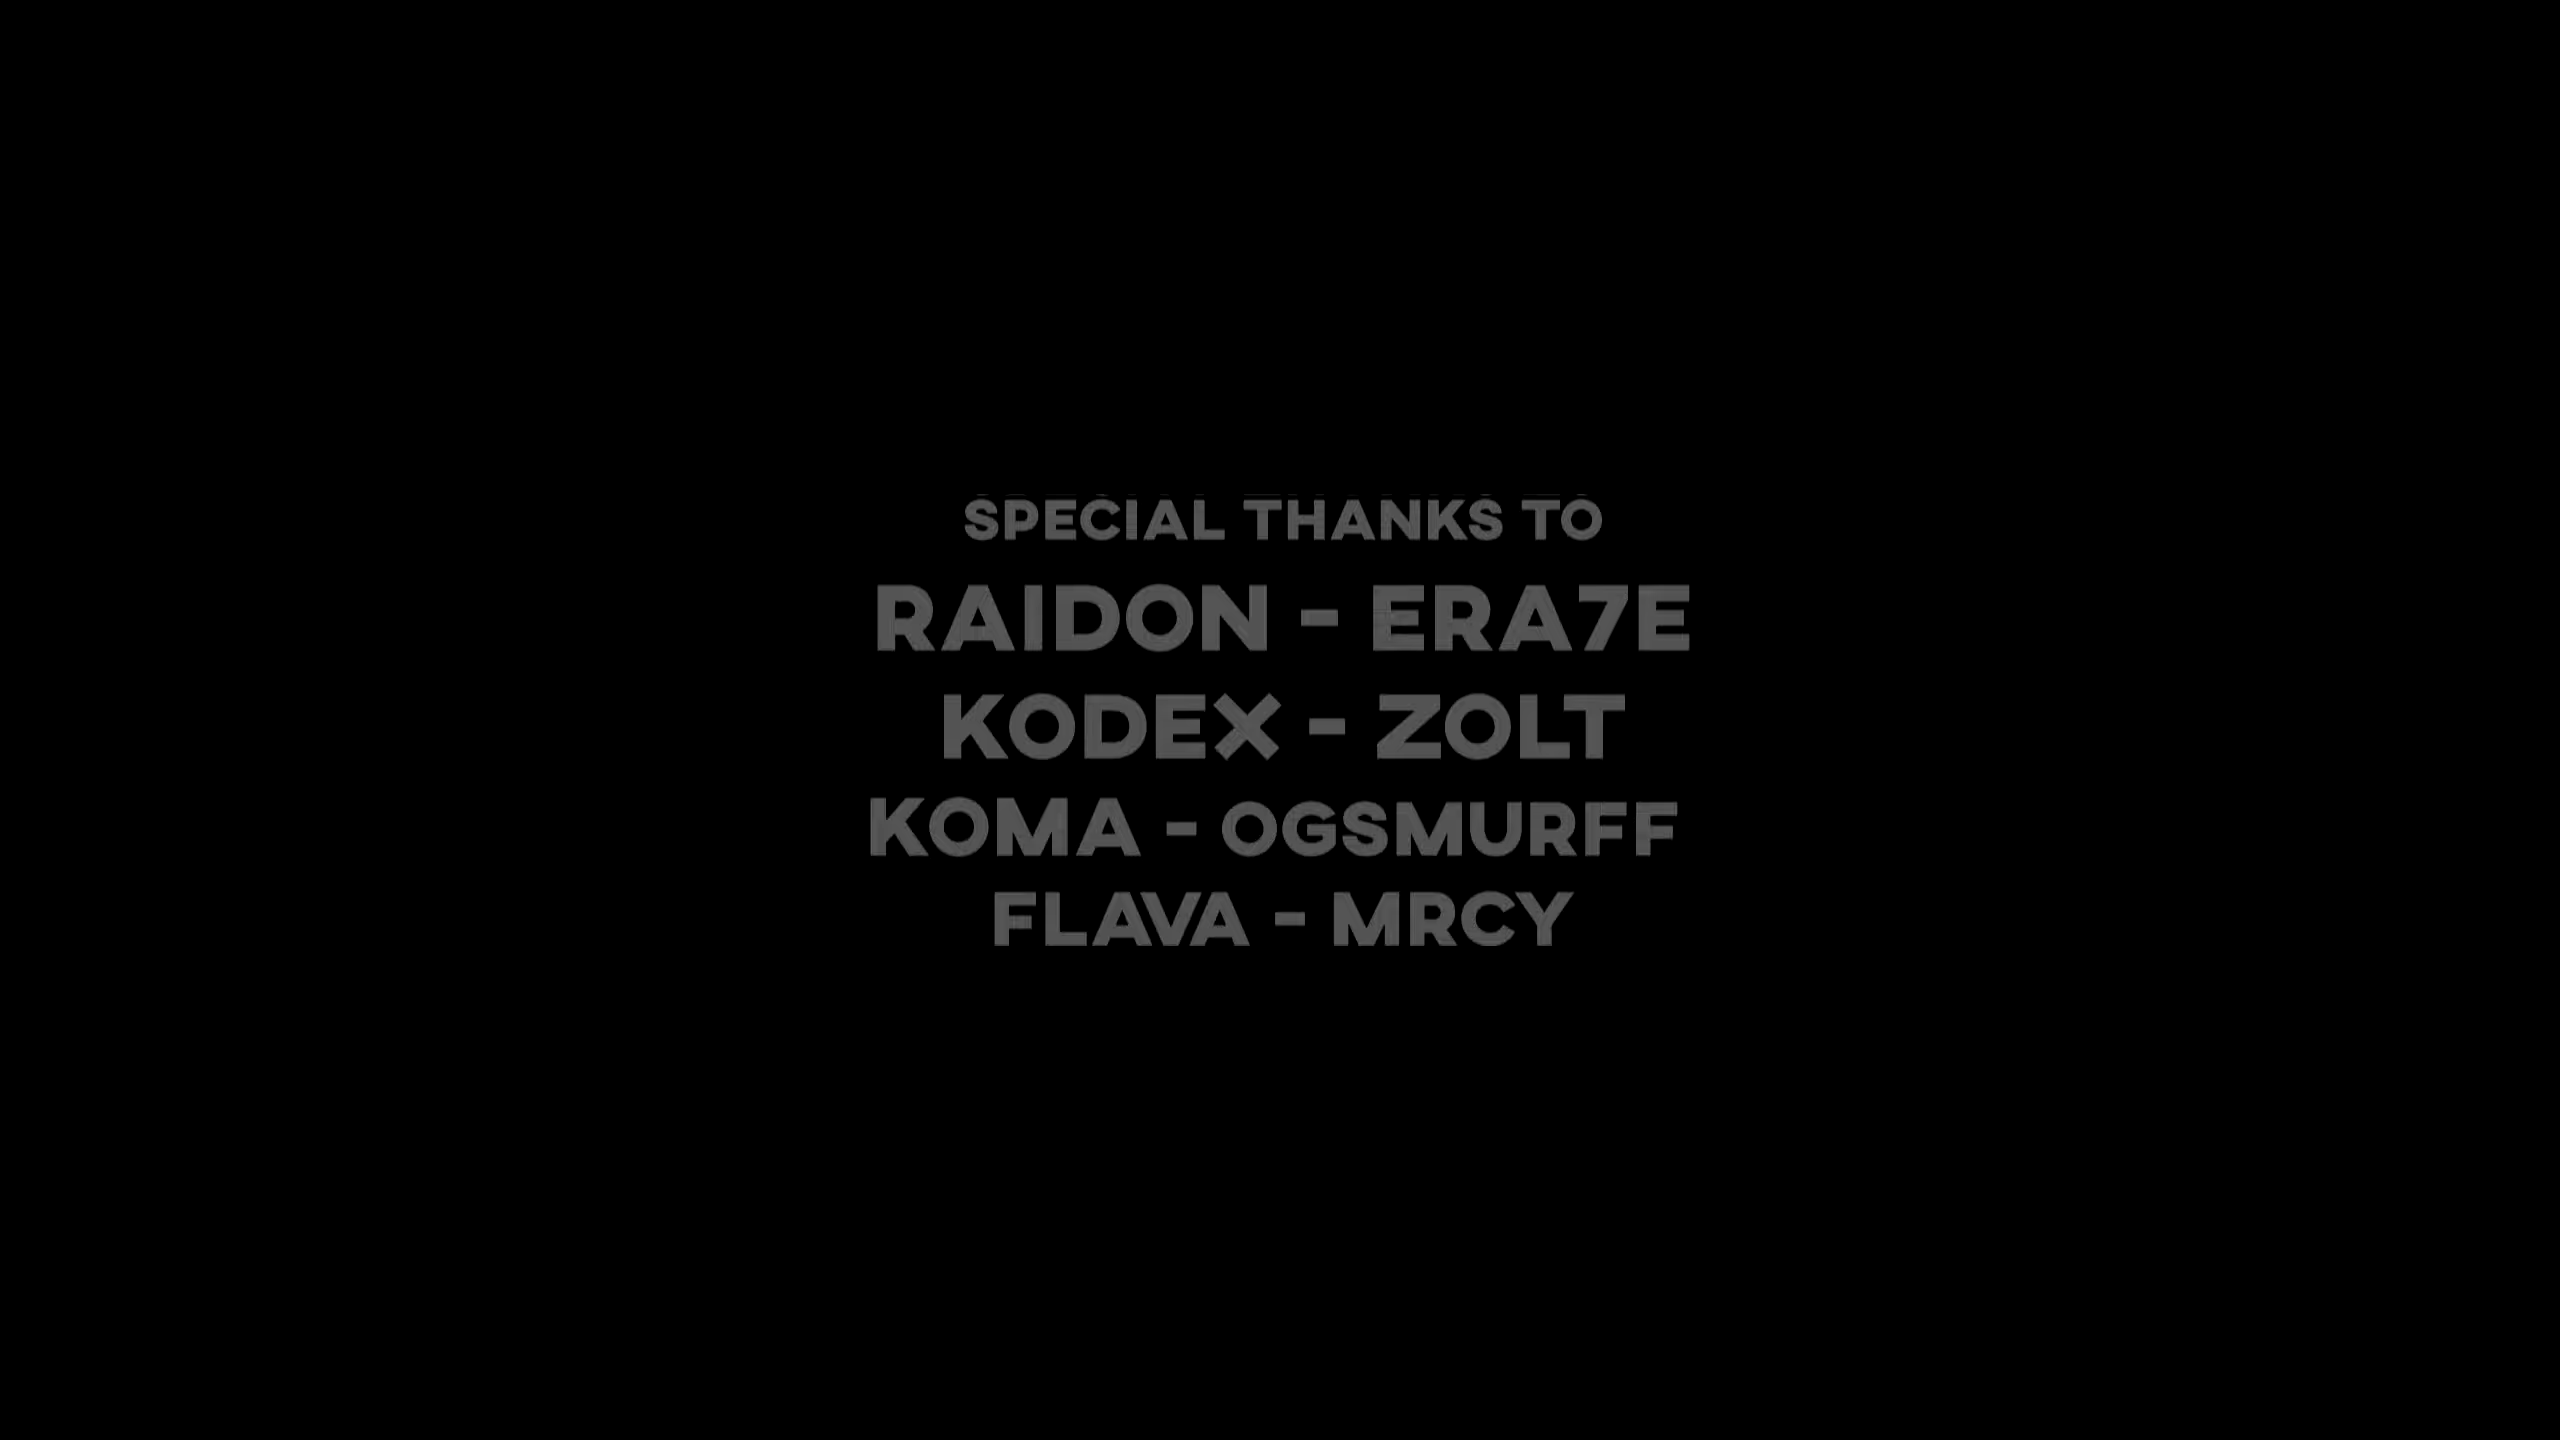 SPECIAL THANKS TO
RAIDON - ERA7E
KODEX - ZOLT
KOMA - OGSMURFF
FLAVA - MRCY